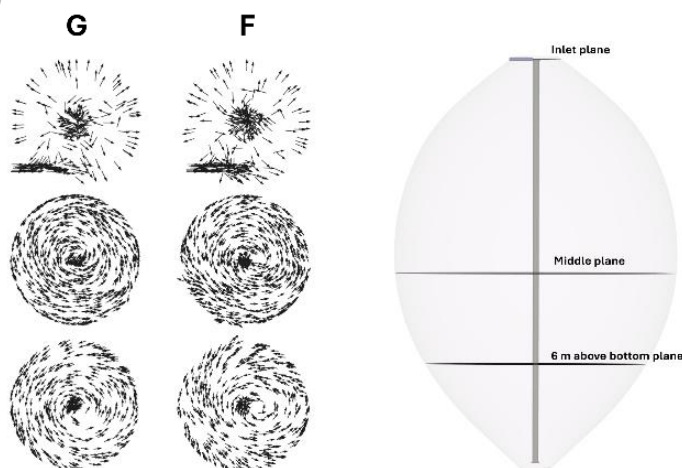 G
F
Inlet plane
Middle plane
6 m above bottom plane